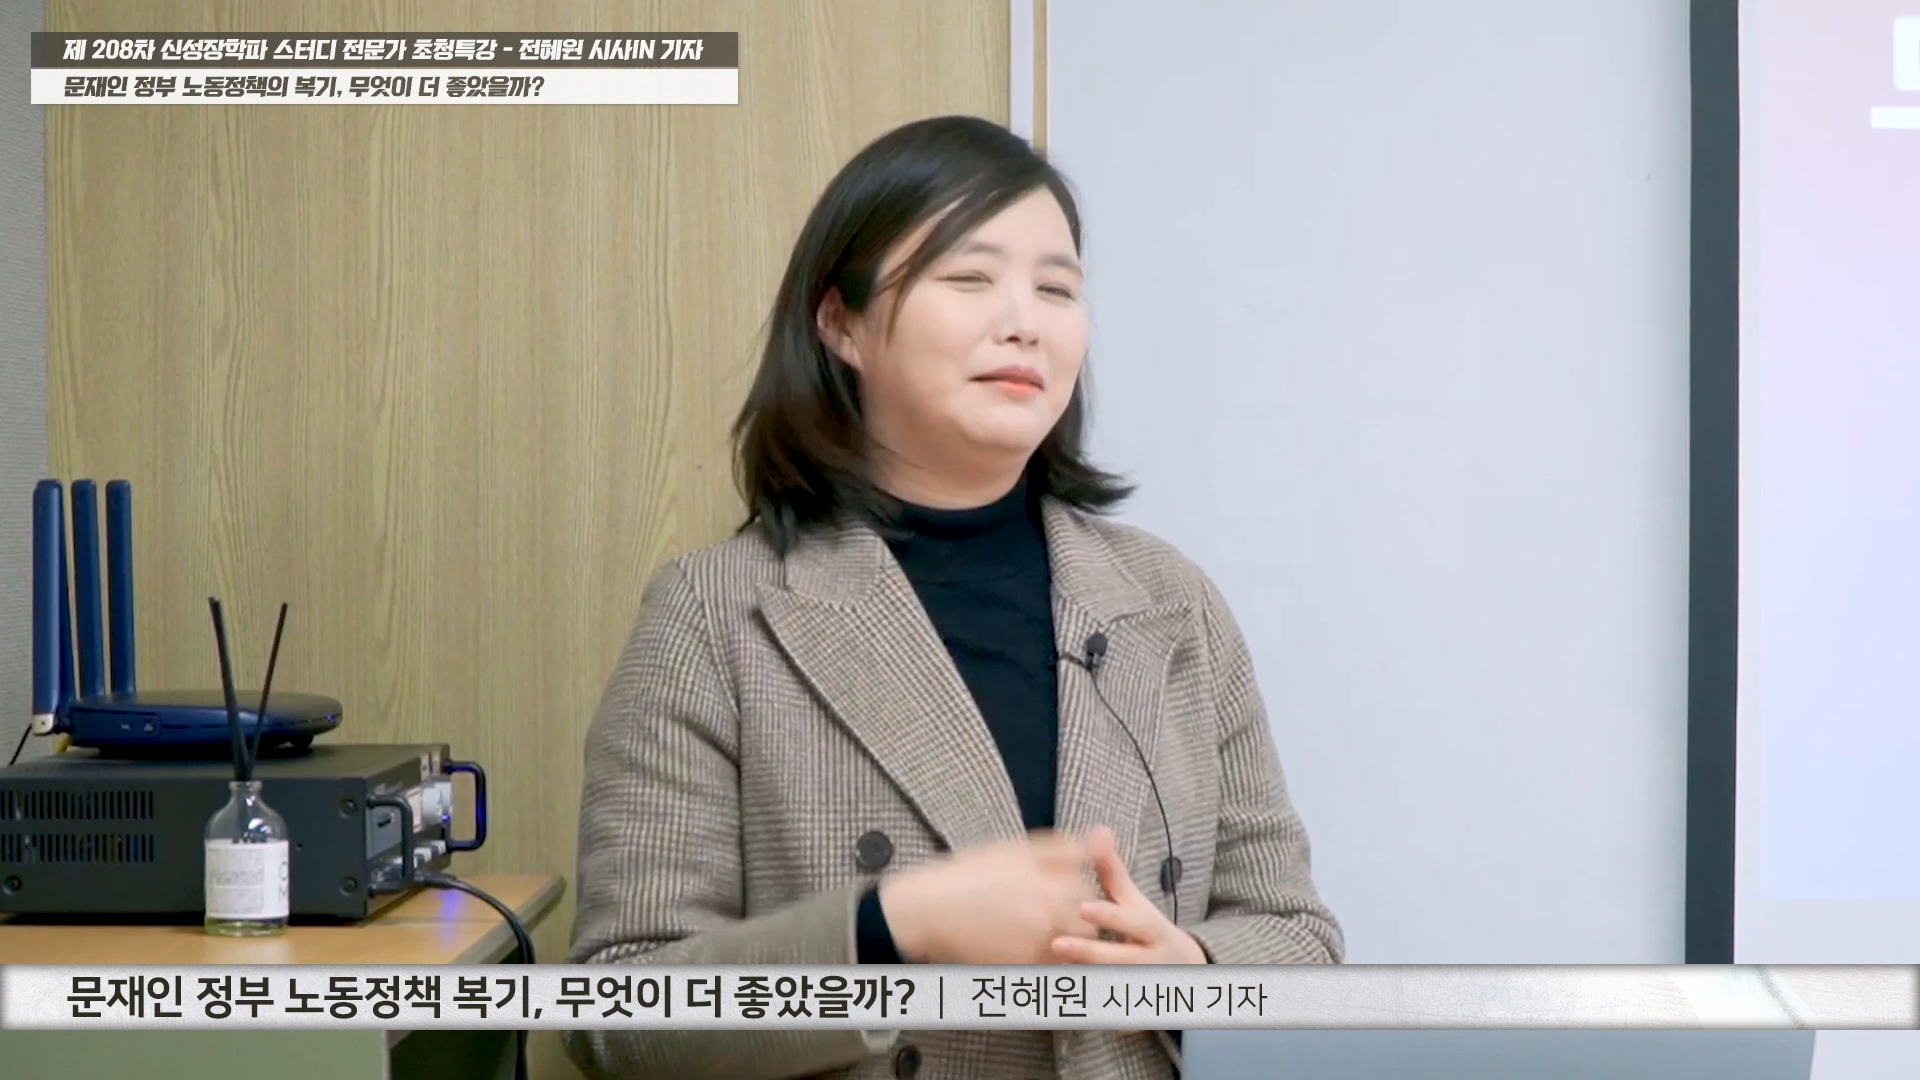 제 208차 신성장학파 스터디 전문가 초청특강 - 전혜원 시사IN 기자
문재인 정부 노동정책의 복기, 무엇이 더 좋았을까?
문재인 정부 노동정책 복기, 무엇이 더 좋았을까? | 전혜원 시사IN 기자